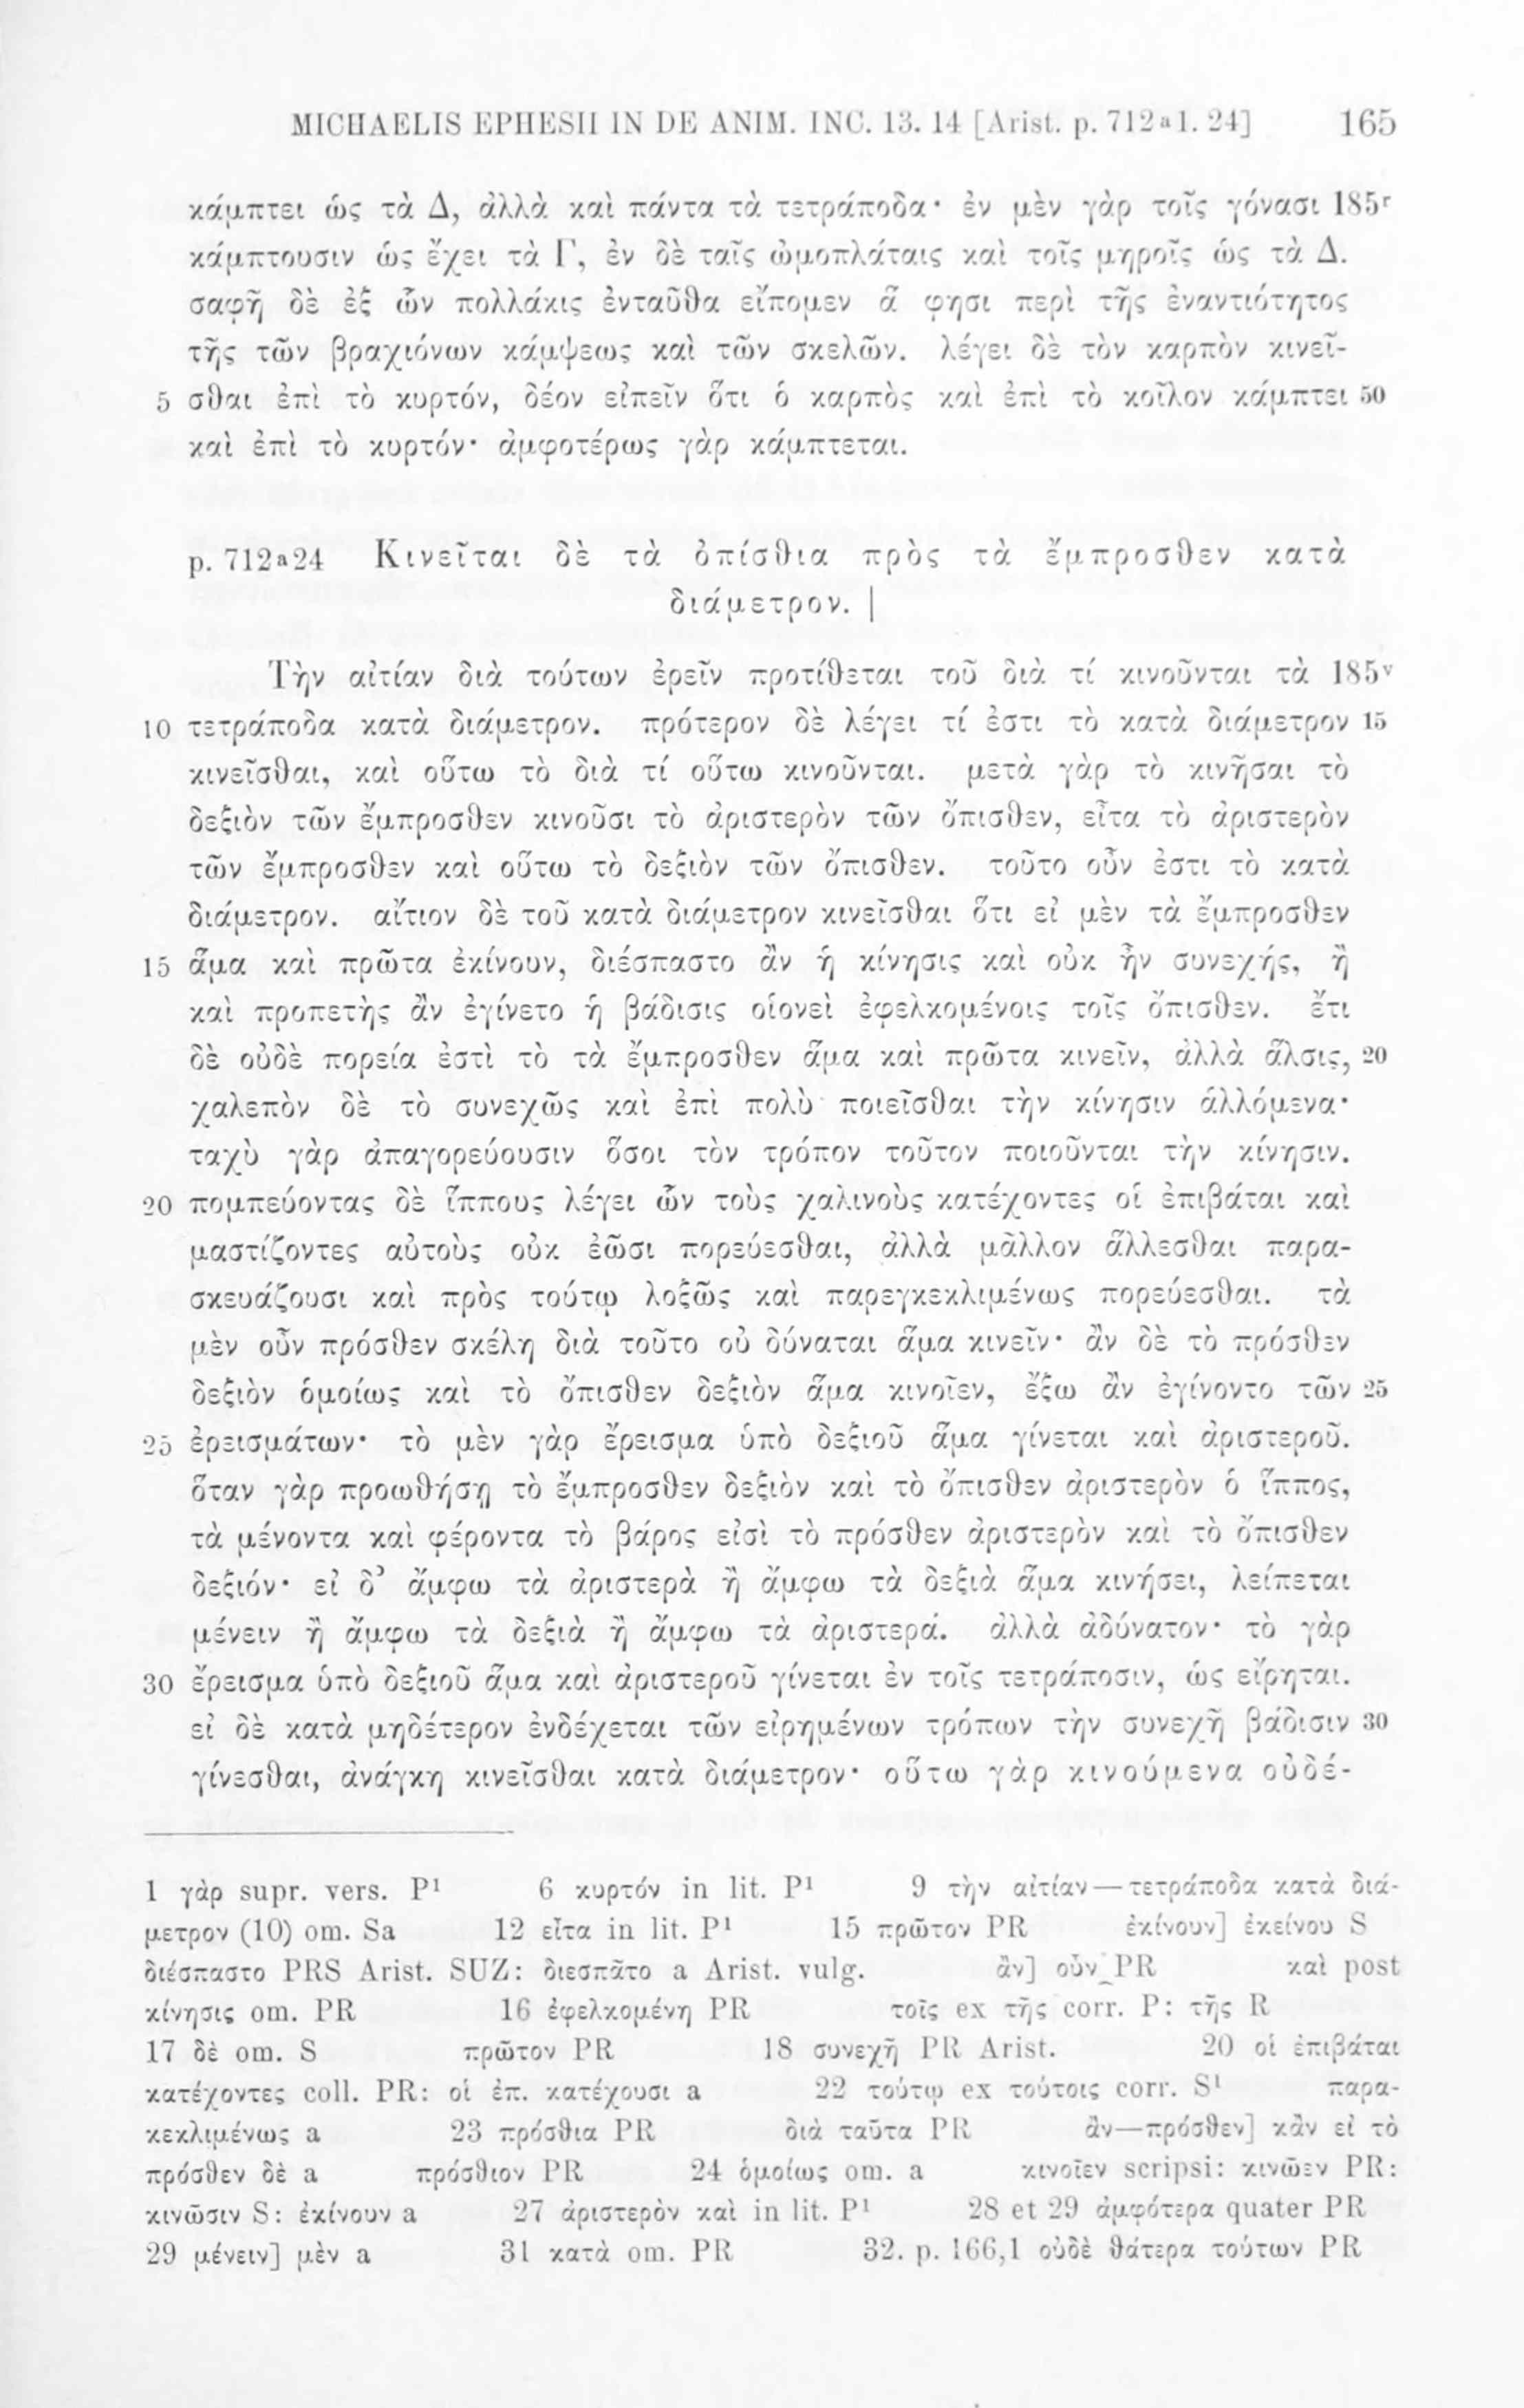 MICHAELIS EPHESII IN DE ANIM. INC. 13. 14 [Arist. p. 712a1. 24] 165
κάμπτει ὡς τὰ Δ, ἀλλὰ καὶ πάντα τὰ τετράποδα· ἐν μὲν γὰρ τοῖς γόνασι 185r
κάμπτουσιν ὡς ἔχει τὰ Γ, ἐν δὲ ταῖς ὠμοπλάταις καὶ τοῖς μηροῖς ὡς τὰ Δ.
σαφῆ δὲ ἐξ ὧν πολλάκις ἐνταῦθα εἴπομεν ἅ φησι περὶ τῆς ἐναντιότητος
τῆς τῶν βραχιόνων κάμψεως καὶ τῶν σκελῶν. λέγει δὲ τὸν καρπὸν κινεῖ-
5 σθαι ἐπὶ τὸ κυρτόν, δέον εἰπεῖν ὅτι ὁ καρπὸς καὶ ἐπὶ τὸ κοῖλον κάμπτει 50
καὶ ἐπὶ τὸ κυρτόν· ἀμφοτέρως γὰρ κάμπτεται.
p. 712a24 Κινεῖται δὲ τὰ ὀπίσθια πρὸς τὰ ἔμπροσθεν κατὰ
διάμετρον. |
Τὴν αἰτίαν διὰ τούτων ἐρεῖν προτίθεται τοῦ διὰ τί κινοῦνται τὰ 185v
10 τετράποδα κατὰ διάμετρον. πρότερον δὲ λέγει τί ἐστι τὸ κατὰ διάμετρον 15
κινεῖσθαι, καὶ οὕτω τὸ διὰ τί οὕτω κινοῦνται. μετὰ γὰρ τὸ κινῆσαι τὸ
δεξιὸν τῶν ἔμπροσθεν κινοῦσι τὸ ἀριστερὸν τῶν ὄπισθεν, εἶτα τὸ ἀριστερὸν
τῶν ἔμπροσθεν καὶ οὕτω τὸ δεξιὸν τῶν ὄπισθεν. τοῦτο οὖν ἐστι τὸ κατὰ
διάμετρον. αἴτιον δὲ τοῦ κατὰ διάμετρον κινεῖσθαι ὅτι εἰ μὲν τὰ ἔμπροσθεν
15 ἅμα καὶ πρῶτα ἐκίνουν, διέσπαστο ἂν ἡ κίνησις καὶ οὐκ ἦν συνεχής, ἢ
καὶ προπετὴς ἂν ἐγίνετο ἡ βάδισις οἱονεὶ ἐφελκομένοις τοῖς ὄπισθεν. ἔτι
δὲ οὐδὲ πορεία ἐστὶ τὸ τὰ ἔμπροσθεν ἅμα καὶ πρῶτα κινεῖν, ἀλλὰ ἅλσις, 20
χαλεπὸν δὲ τὸ συνεχῶς καὶ ἐπὶ πολὺ ποιεῖσθαι τὴν κίνησιν ἁλλόμενα·
ταχὺ γὰρ ἀπαγορεύουσιν ὅσοι τὸν τρόπον τοῦτον ποιοῦνται τὴν κίνησιν.
20 πομπεύοντας δὲ ἵππους λέγει ὧν τοὺς χαλινοὺς κατέχοντες οἱ ἐπιβάται καὶ
μαστίζοντες αὐτοὺς οὐκ ἐῶσι πορεύεσθαι, ἀλλὰ μᾶλλον ἅλλεσθαι παρα-
σκευάζουσι καὶ πρὸς τούτῳ λοξῶς καὶ παρεγκεκλιμένως πορεύεσθαι. τὰ
μὲν οὖν πρόσθεν σκέλη διὰ τοῦτο οὐ δύναται ἅμα κινεῖν· ἂν δὲ τὸ πρόσθεν
δεξιὸν ὁμοίως καὶ τὸ ὄπισθεν δεξιὸν ἅμα κινοῖεν, ἔξω ἂν ἐγίνοντο τῶν 25
25 ἐρεισμάτων· τὸ μὲν γὰρ ἔρεισμα ὑπὸ δεξιοῦ ἅμα γίνεται καὶ ἀριστεροῦ.
ὅταν γὰρ προωθήσῃ τὸ ἔμπροσθεν δεξιὸν καὶ τὸ ὄπισθεν ἀριστερὸν ὁ ἵππος,
τὰ μένοντα καὶ φέροντα τὸ βάρος εἰσὶ τὸ πρόσθεν ἀριστερὸν καὶ τὸ ὄπισθεν
δεξιόν· εἰ δ’ ἄμφω τὰ ἀριστερὰ ἢ ἄμφω τὰ δεξιὰ ἅμα κινήσει, λείπεται
μένειν ἢ ἄμφω τὰ δεξιὰ ἢ ἄμφω τὰ ἀριστερά. ἀλλὰ ἀδύνατον· τὸ γὰρ
30 ἔρεισμα ὑπὸ δεξιοῦ ἅμα καὶ ἀριστεροῦ γίνεται ἐν τοῖς τετράποσιν, ὡς εἴρηται.
εἰ δὲ κατὰ μηδέτερον ἐνδέχεται τῶν εἰρημένων τρόπων τὴν συνεχῆ βάδισιν 30
γίνεσθαι, ἀνάγκη κινεῖσθαι κατὰ διάμετρον· οὕτω γὰρ κινούμενα οὐδέ-
1 γὰρ supr. vers. P1 6 κυρτόν in lit. P1 9 τὴν αἰτίαν—τετράποδα κατὰ διά-
μετρον (10) om. Sa 12 εἶτα in lit. P1 15 πρῶτον PR ἐκίνουν] ἐκείνου S
διέσπαστο PRS Arist. SUZ: διεσπᾶτο a Arist. vulg. ἂν] οὖν PR καὶ post
κίνησις om. PR 16 ἐφελκομένη PR τοῖς ex τῆς corr. P: τῆς R
17 δὲ om. S πρῶτον PR 18 συνεχῆ PR Arist. 20 οἱ ἐπιβάται
κατέχοντες coll. PR: οἱ ἐπ. κατέχουσι a 22 τούτῳ ex τούτοις corr. S1 παρα-
κεκλιμένως a 23 πρόσθια PR διὰ ταῦτα PR ἂν—πρόσθεν] κἂν εἰ τὸ
πρόσθεν δὲ a πρόσθιον PR 24 ὁμοίως om. a κινοῖεν scripsi: κινῶεν PR:
κινῶσιν S: ἐκίνουν a 27 ἀριστερὸν καὶ in lit. P1 28 et 29 ἀμφότερα quater PR
29 μένειν] μὲν a 31 κατὰ om. PR 32. p. 166,1 οὐδὲ θάτερα τούτων PR